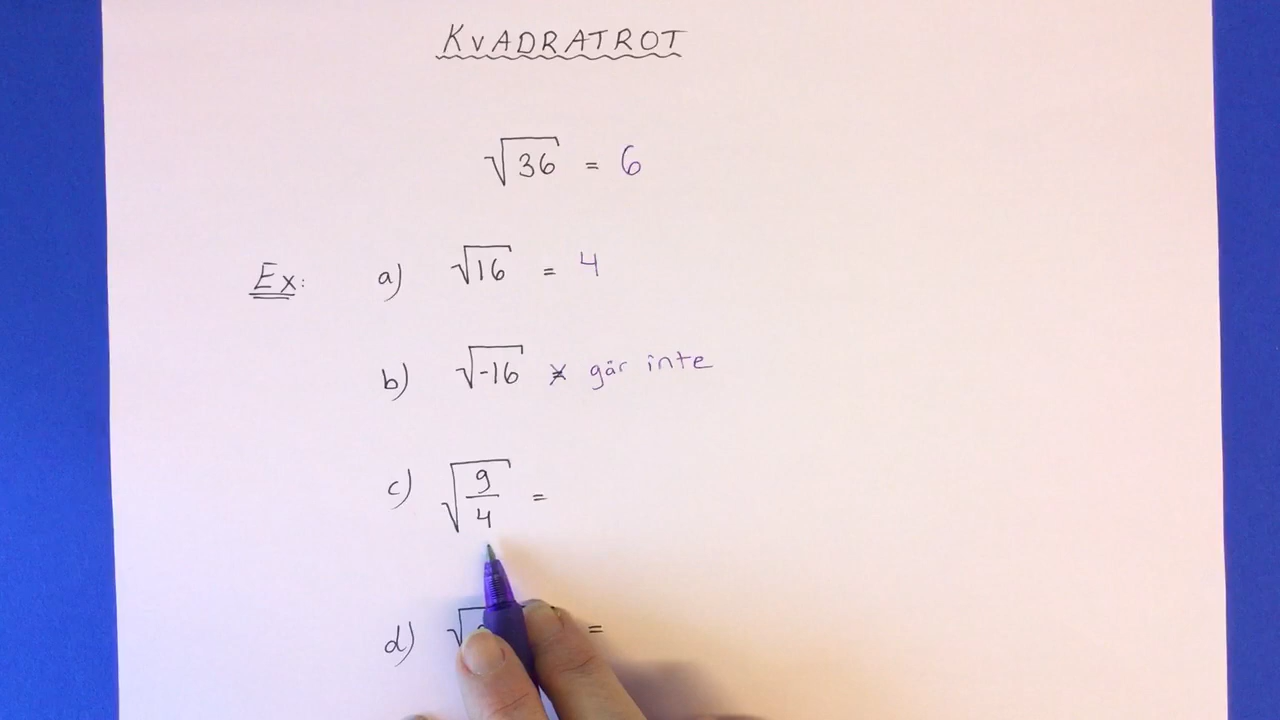 KVADRATROT
√36 = 6
Ex: a) √16 = 4
b) √-16 går inte
c) √(9/4) =
d) √ =